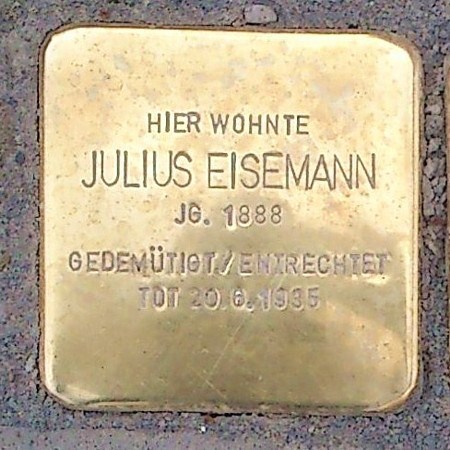 HIER WOHNTE
JULIUS EISEMANN
JG. 1888
GEDEMÜTIGT/ENTRECHTET
TOT 20.6.1935